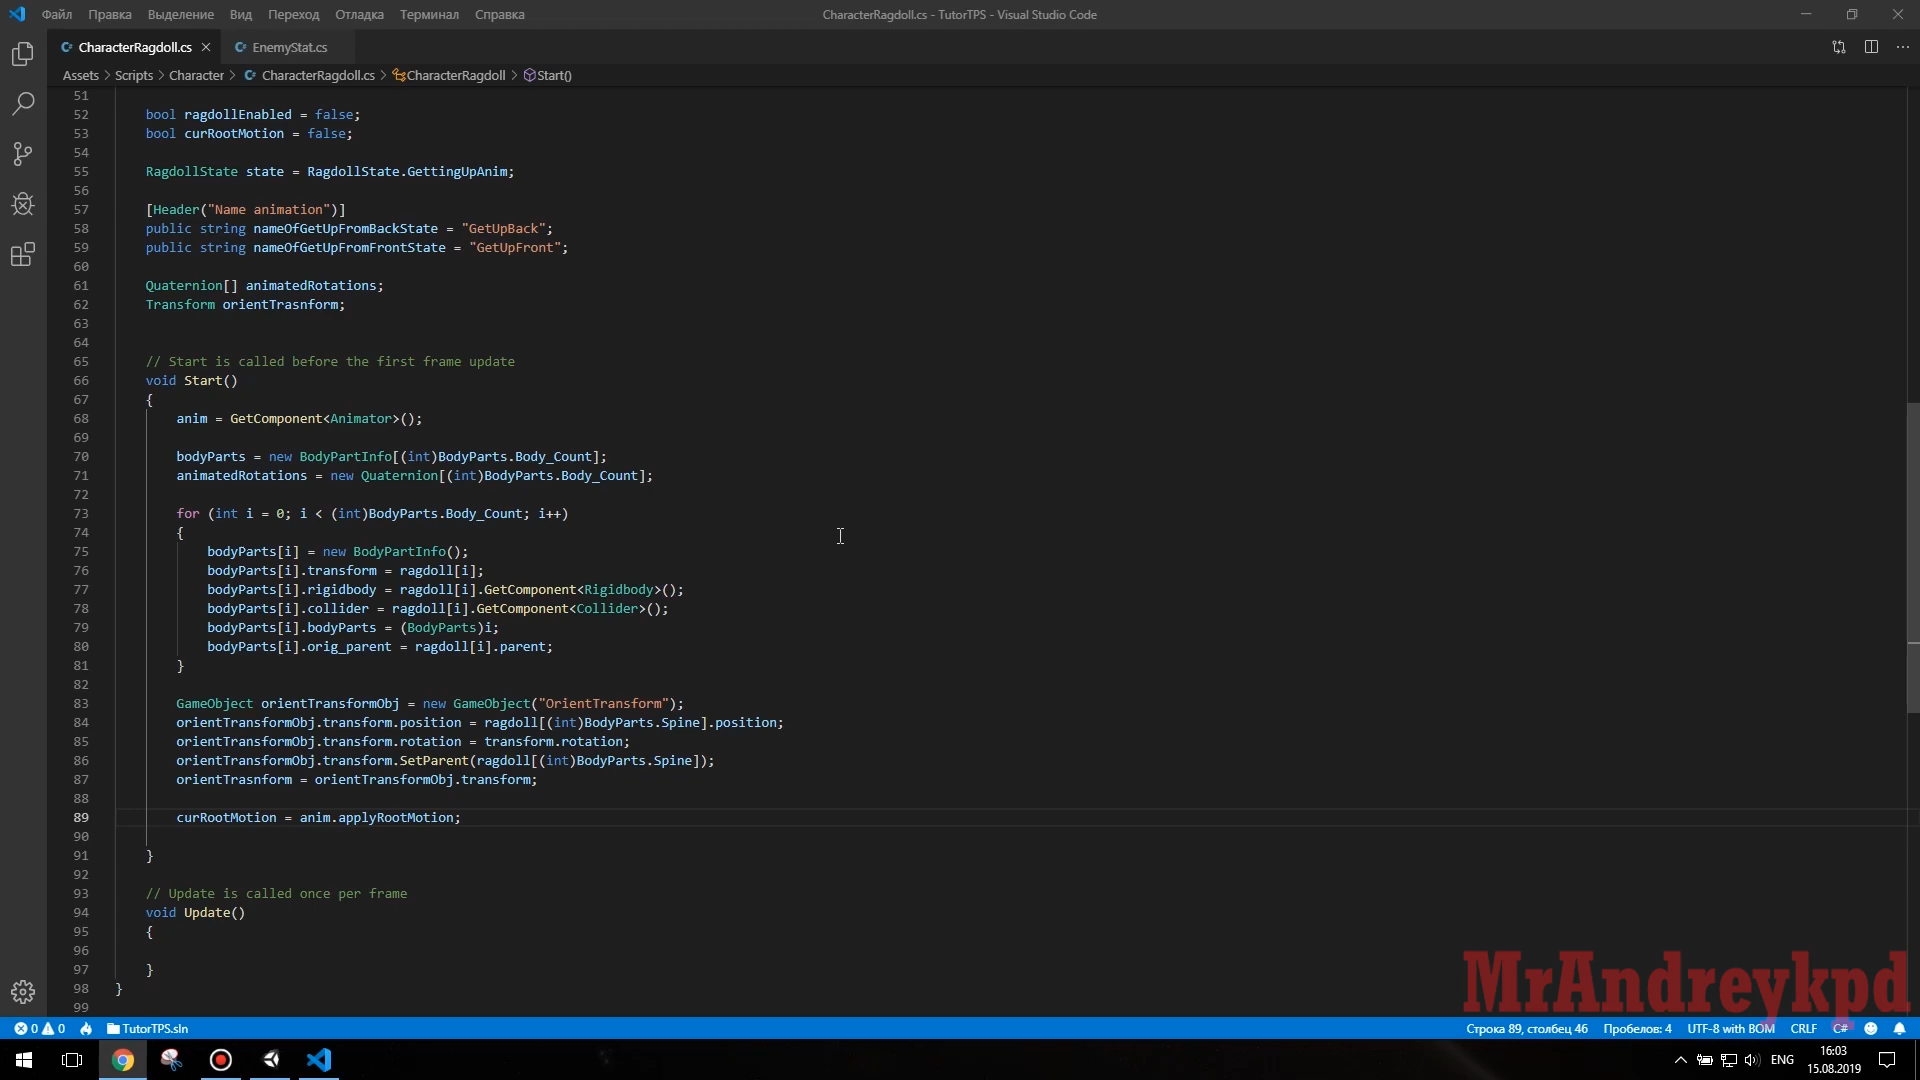 Файл Правка Выделение Вид Переход Отладка Терминал Справка
CharacterRagdoll.cs - TutorTPS - Visual Studio Code
CharacterRagdoll.cs EnemyStat.cs
Assets > Scripts > Character > CharacterRagdoll.cs > CharacterRagdoll > Start()
51
52 bool ragdollEnabled = false;
53 bool curRootMotion = false;
54
55 RagdollState state = RagdollState.GettingUpAnim;
56
57 [Header("Name animation")]
58 public string nameOfGetUpFromBackState = "GetUpBack";
59 public string nameOfGetUpFromFrontState = "GetUpFront";
60
61 Quaternion[] animatedRotations;
62 Transform orientTrasnform;
63
64
65 // Start is called before the first frame update
66 void Start()
67 {
68 anim = GetComponent<Animator>();
69
70 bodyParts = new BodyPartInfo[(int)BodyParts.Body_Count];
71 animatedRotations = new Quaternion[(int)BodyParts.Body_Count];
72
73 for (int i = 0; i < (int)BodyParts.Body_Count; i++)
74 {
75 bodyParts[i] = new BodyPartInfo();
76 bodyParts[i].transform = ragdoll[i];
77 bodyParts[i].rigidbody = ragdoll[i].GetComponent<Rigidbody>();
78 bodyParts[i].collider = ragdoll[i].GetComponent<Collider>();
79 bodyParts[i].bodyParts = (BodyParts)i;
80 bodyParts[i].orig_parent = ragdoll[i].parent;
81 }
82
83 GameObject orientTransformObj = new GameObject("OrientTransform");
84 orientTransformObj.transform.position = ragdoll[(int)BodyParts.Spine].position;
85 orientTransformObj.transform.rotation = transform.rotation;
86 orientTransformObj.transform.SetParent(ragdoll[(int)BodyParts.Spine]);
87 orientTrasnform = orientTransformObj.transform;
88
89 curRootMotion = anim.applyRootMotion;
90
91 }
92
93 // Update is called once per frame
94 void Update()
95 {
96
97 }
98 }
99
MrAndreykpd
0 0 TutorTPS.sln Строка 89, столбец 46 Пробелов: 4 UTF-8 with BOM CRLF C#
ENG 16:03
15.08.2019